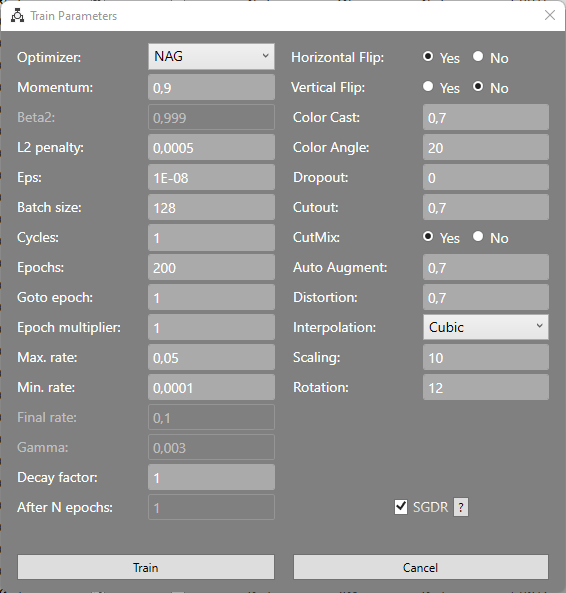 Train Parameters
Optimizer: NAG
Momentum: 0,9
Beta2: 0,999
L2 penalty: 0,0005
Eps: 1E-08
Batch size: 128
Cycles: 1
Epochs: 200
Goto epoch: 1
Epoch multiplier: 1
Max. rate: 0,05
Min. rate: 0,0001
Final rate: 0,1
Gamma: 0,003
Decay factor: 1
After N epochs: 1
Horizontal Flip: Yes No
Vertical Flip: Yes No
Color Cast: 0,7
Color Angle: 20
Dropout: 0
Cutout: 0,7
CutMix: Yes No
Auto Augment: 0,7
Distortion: 0,7
Interpolation: Cubic
Scaling: 10
Rotation: 12
SGDR ?
Train Cancel